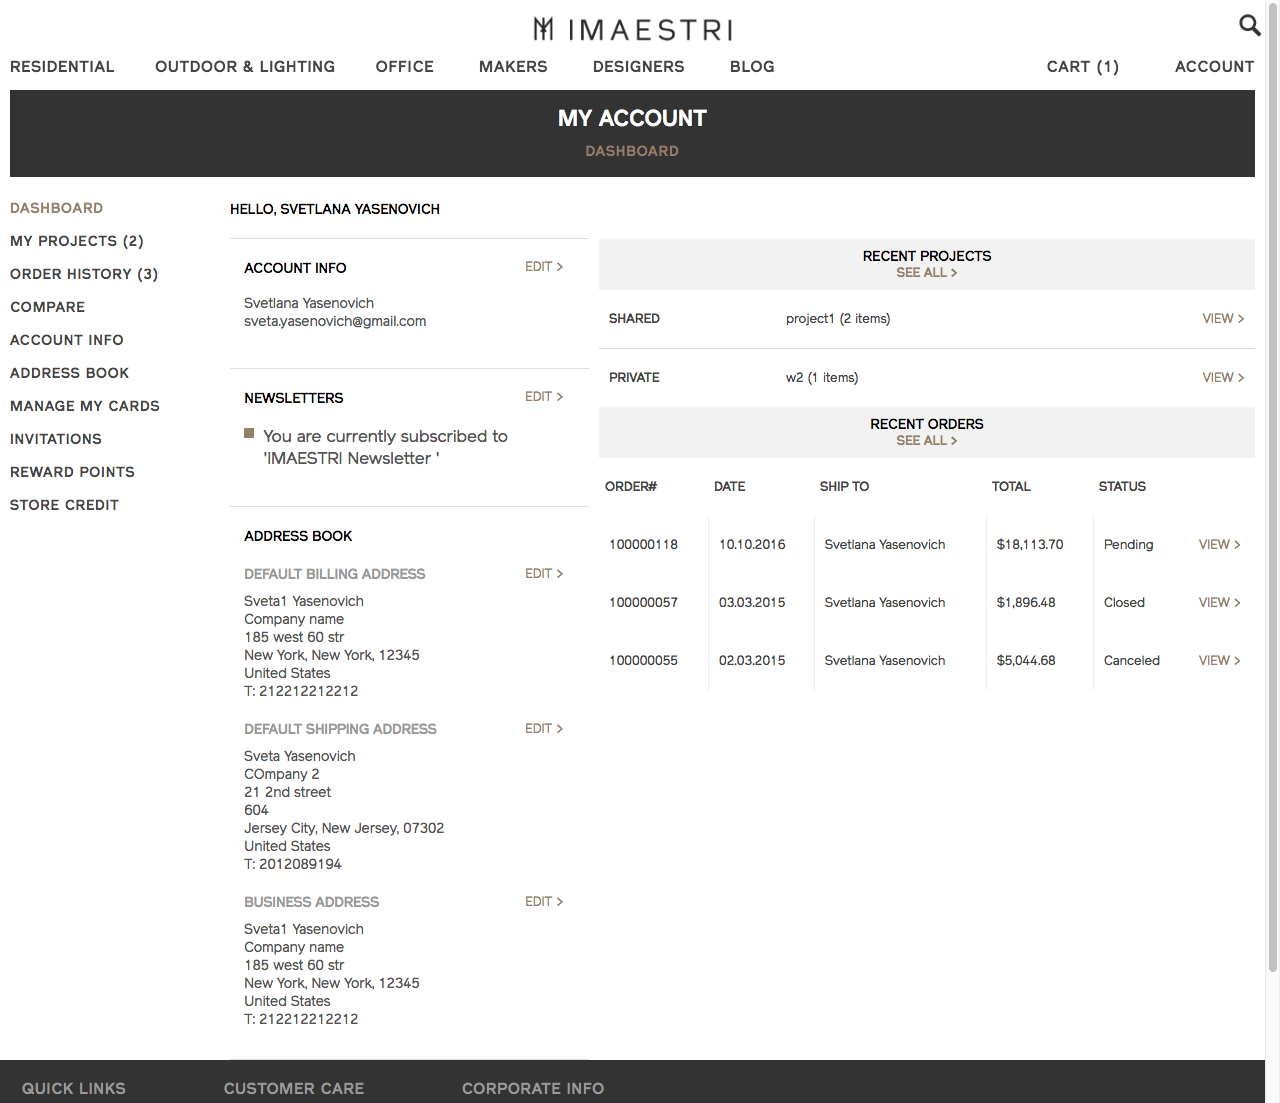 IMAESTRI
RESIDENTIAL OUTDOOR & LIGHTING OFFICE MAKERS DESIGNERS BLOG CART (1) ACCOUNT
MY ACCOUNT
DASHBOARD
DASHBOARD
MY PROJECTS (2)
ORDER HISTORY (3)
COMPARE
ACCOUNT INFO
ADDRESS BOOK
MANAGE MY CARDS
INVITATIONS
REWARD POINTS
STORE CREDIT
HELLO, SVETLANA YASENOVICH
ACCOUNT INFO EDIT >
Svetlana Yasenovich
sveta.yasenovich@gmail.com
NEWSLETTERS EDIT >
You are currently subscribed to
'IMAESTRI Newsletter '
ADDRESS BOOK
DEFAULT BILLING ADDRESS EDIT >
Sveta1 Yasenovich
Company name
185 west 60 str
New York, New York, 12345
United States
T: 212212212212
DEFAULT SHIPPING ADDRESS EDIT >
Sveta Yasenovich
COmpany 2
21 2nd street
604
Jersey City, New Jersey, 07302
United States
T: 2012089194
BUSINESS ADDRESS EDIT >
Sveta1 Yasenovich
Company name
185 west 60 str
New York, New York, 12345
United States
T: 212212212212
RECENT PROJECTS
SEE ALL >
SHARED project1 (2 items) VIEW >
PRIVATE w2 (1 items) VIEW >
RECENT ORDERS
SEE ALL >
ORDER# DATE SHIP TO TOTAL STATUS
100000118 10.10.2016 Svetlana Yasenovich $18,113.70 Pending VIEW >
100000057 03.03.2015 Svetlana Yasenovich $1,896.48 Closed VIEW >
100000055 02.03.2015 Svetlana Yasenovich $5,044.68 Canceled VIEW >
QUICK LINKS CUSTOMER CARE CORPORATE INFO